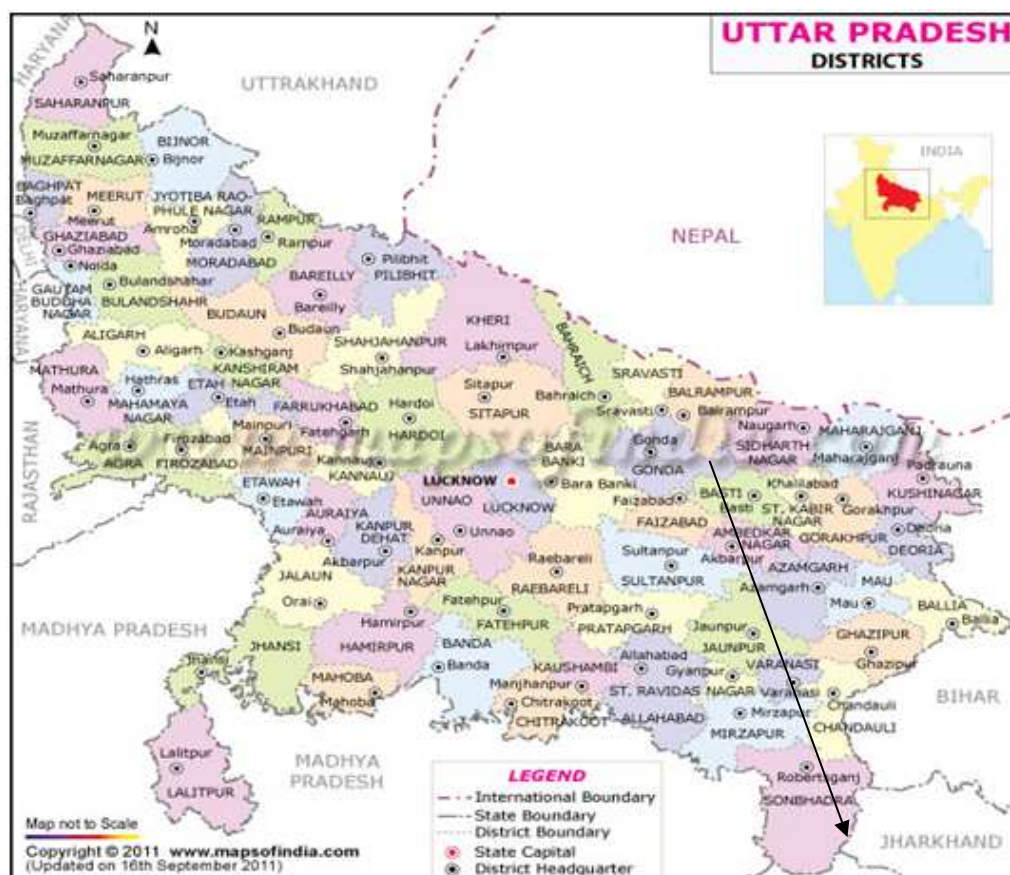 UTTAR PRADESH
DISTRICTS
N
HARYANA
UTTRAKHAND
INDIA
NEPAL
Saharanpur
SAHARANPUR
Muzaffarnagar
MUZAFFARNAGAR
BIJNOR
Bijnor
BAGHPAT
Baghpat
MEERUT
Meerut
JYOTIBA RAO-
PHULE NAGAR
Amroha
RAMPUR
Rampur
Moradabad
MORADABAD
DELHI
GHAZIABAD
Ghaziabad
Noida
GAUTAM
BUDDHA
NAGAR
HARYANA
Bulandshahar
BULANDSHAHR
BAREILLY
Bareilly
Pilibhit
PILIBHIT
BUDAUN
Budaun
KHERI
Lakhimpur
BAHRAICH
Bahraich
SRAVASTI
Sravasti
BALRAMPUR
Balrampur
ALIGARH
Aligarh
Kashganj
KANSHIRAM
NAGAR
SHAHJAHANPUR
Shahjahanpur
MATHURA
Mathura
Hathras
MAHAMAYA
NAGAR
ETAH
Etah
FARRUKHABAD
Fatehgarh
Hardoi
HARDOI
Sitapur
SITAPUR
Naugarh
SIDHARTH
NAGAR
MAHARAJGANJ
Maharajganj
Padrauna
KUSHINAGAR
RAJASTHAN
Agra
AGRA
Firozabad
FIROZABAD
Mainpuri
MAINPURI
Kannauj
KANNAUJ
BARA
BANKI
Bara Banki
Gonda
GONDA
LUCKNOW
LUCKNOW
UNNAO
Unnao
Faizabad
FAIZABAD
BASTI
Basti
Khalilabad
ST. KABIR
NAGAR
Gorakhpur
GORAKHPUR
Deoria
DEORIA
ETAWAH
Etawah
AURAIYA
Auraiya
KANPUR
DEHAT
Akbarpur
Kanpur
KANPUR
NAGAR
Raebareli
RAEBARELI
Sultanpur
SULTANPUR
AMBEDKAR
NAGAR
Akbarpur
AZAMGARH
Azamgarh
MAU
Mau
BALLIA
Ballia
JALAUN
Orai
Fatehpur
FATEHPUR
Pratapgarh
PRATAPGARH
Jaunpur
JAUNPUR
GHAZIPUR
Ghazipur
MADHYA PRADESH
JHANSI
Jhansi
Hamirpur
HAMIRPUR
BANDA
Banda
KAUSHAMBI
Manjhanpur
Allahabad
ALLAHABAD
Gyanpur
ST. RAVIDAS NAGAR
VARANASI
Varanasi
BIHAR
MAHOBA
Mahoba
Chitrakoot
CHITRAKOOT
Mirzapur
MIRZAPUR
Chandauli
CHANDAULI
Lalitpur
LALITPUR
MADHYA
PRADESH
Robertsganj
SONBHADRA
JHARKHAND
LEGEND
International Boundary
State Boundary
District Boundary
State Capital
District Headquarter
Map not to Scale
Copyright © 2011 www.mapsofindia.com
(Updated on 16th September 2011)